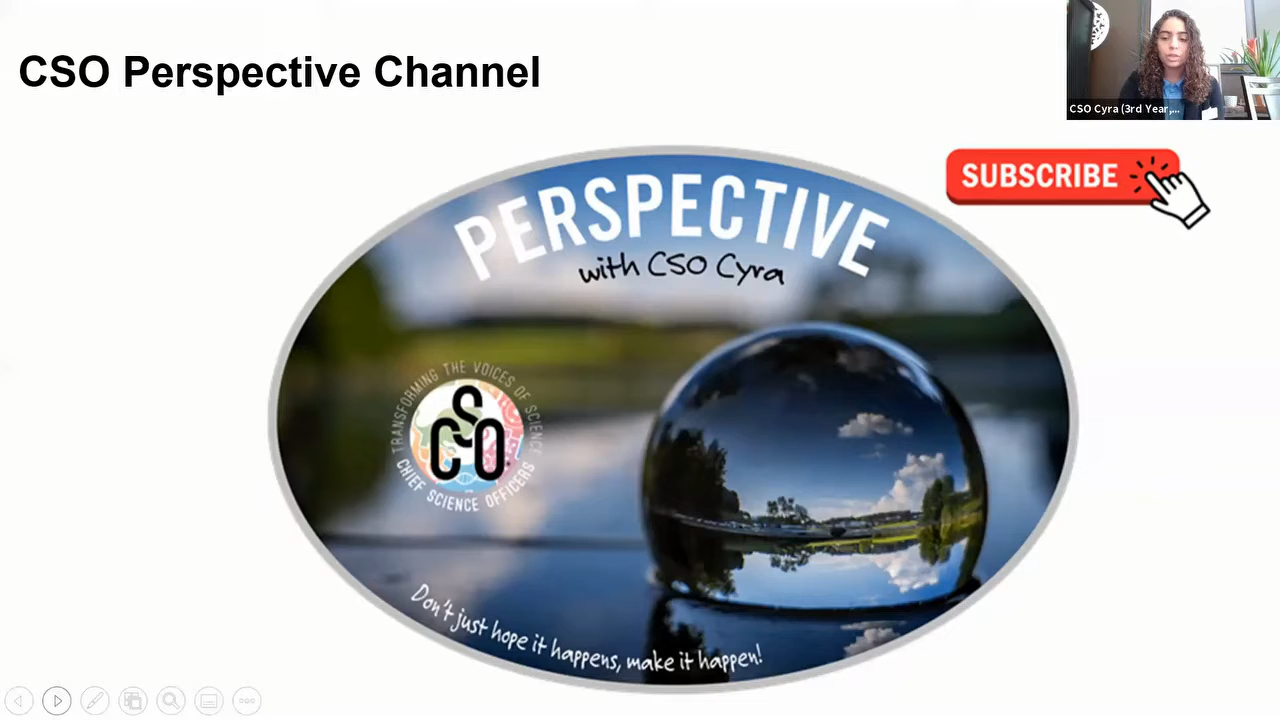 CSO Perspective Channel
CSO Cyra (3rd Year,...
SUBSCRIBE
PERSPECTIVE
with CSO Cyra
TRANSFORMING THE VOICES OF SCIENCE
CSO
CHIEF SCIENCE OFFICERS
Don't just hope it happens, make it happen!